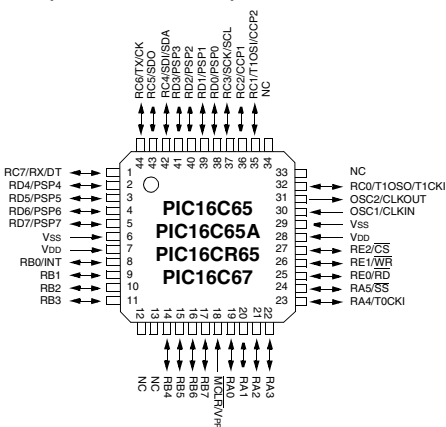 RC6/TX/CK
RC5/SDO
RC4/SDI/SDA
RD3/PSP3
RD2/PSP2
RD1/PSP1
RD0/PSP0
RC3/SCK/SCL
RC2/CCP1
RC1/T1OSI/CCP2
NC
44
43
42
41
40
39
38
37
36
35
34
RC7/RX/DT 1
RD4/PSP4 2
RD5/PSP5 3
RD6/PSP6 4
RD7/PSP7 5
VSS 6
VDD 7
RB0/INT 8
RB1 9
RB2 10
RB3 11
PIC16C65
PIC16C65A
PIC16CR65
PIC16C67
33 NC
32 RC0/T1OSO/T1CKI
31 OSC2/CLKOUT
30 OSC1/CLKIN
29 VSS
28 VDD
27 RE2/CS
26 RE1/WR
25 RE0/RD
24 RA5/SS
23 RA4/T0CKI
12
13
14
15
16
17
18
19
20
21
22
NC
NC
RB4
RB5
RB6
RB7
RA0
RA1
RA2
RA3